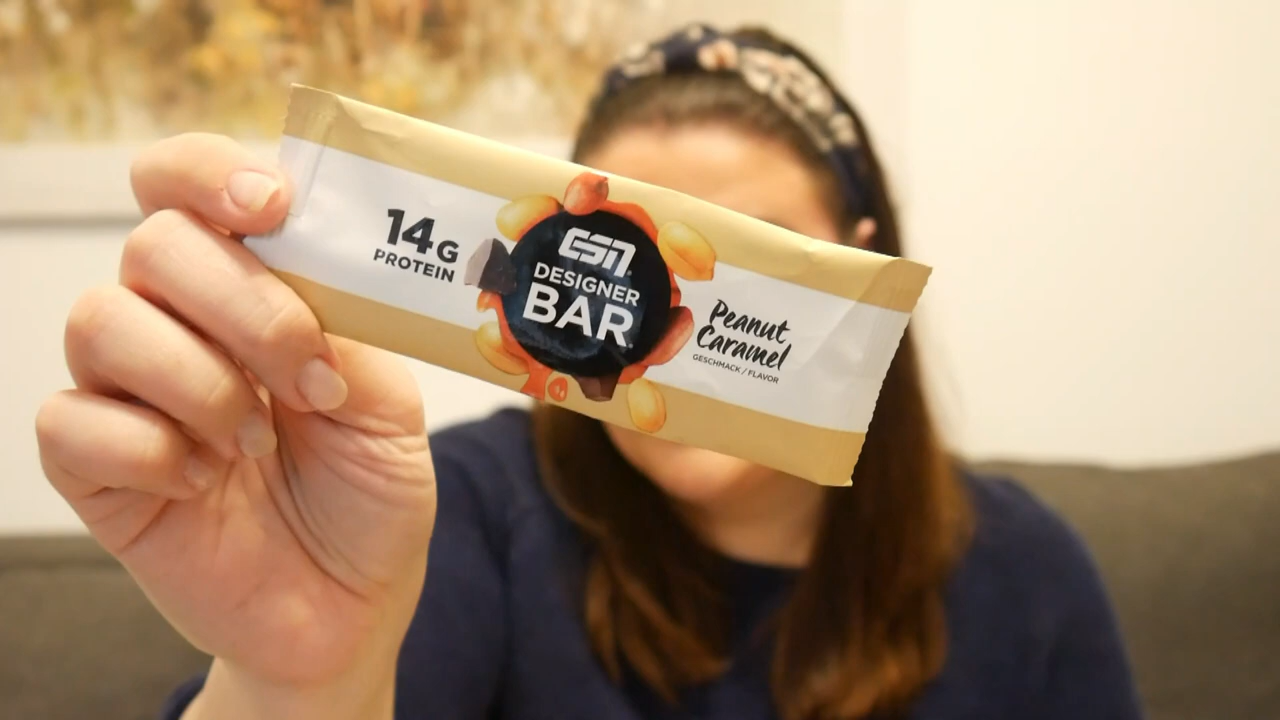 14G
PROTEIN
ESN
DESIGNER
BAR
Peanut
Caramel
GESCHMACK / FLAVOR